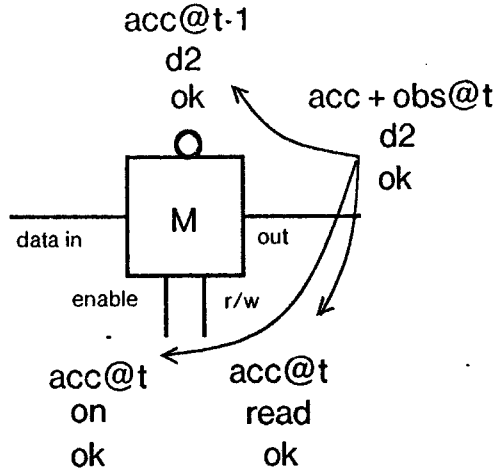 acc@t-1
d2
ok
acc + obs@t
d2
ok
M
data in
out
enable
r/w
acc@t
on
ok
acc@t
read
ok